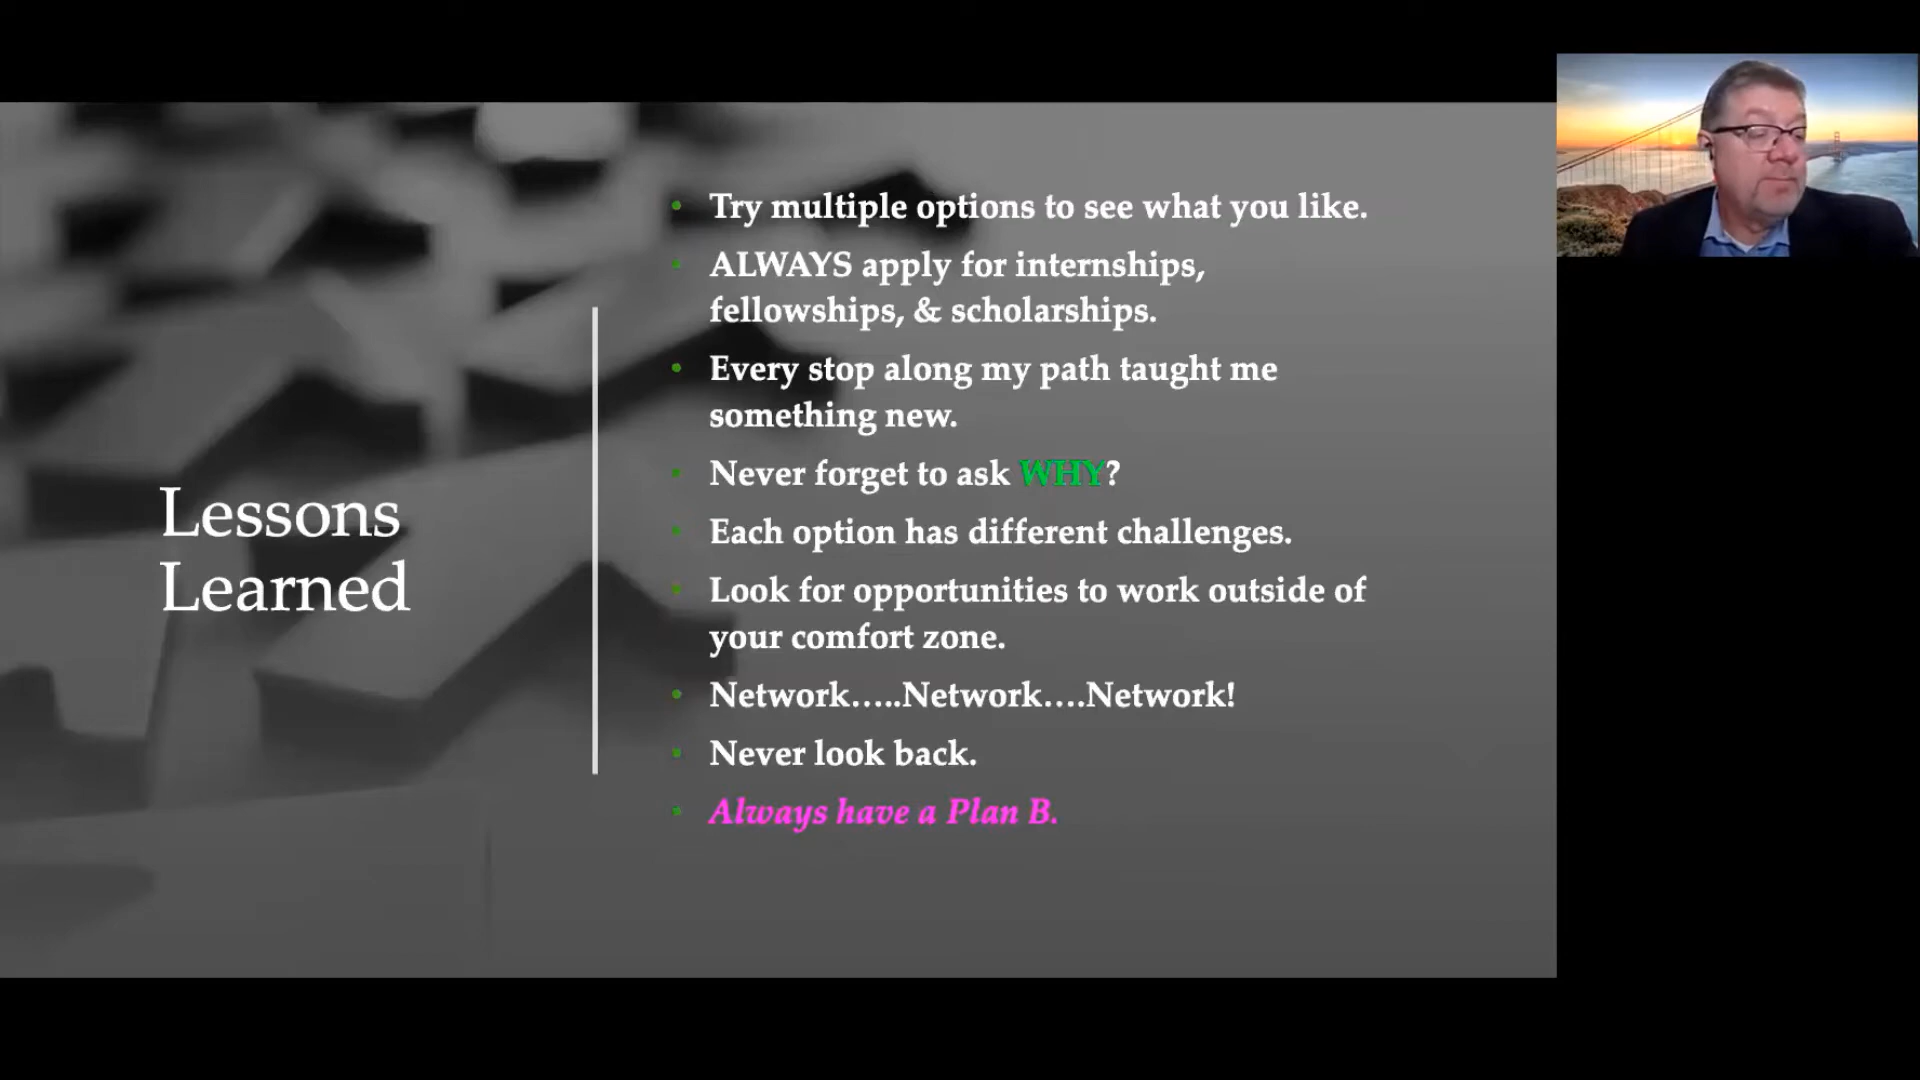 Lessons
Learned
• Try multiple options to see what you like.
• ALWAYS apply for internships,
fellowships, & scholarships.
• Every stop along my path taught me
something new.
• Never forget to ask WHY?
• Each option has different challenges.
• Look for opportunities to work outside of
your comfort zone.
• Network.....Network....Network!
• Never look back.
• Always have a Plan B.